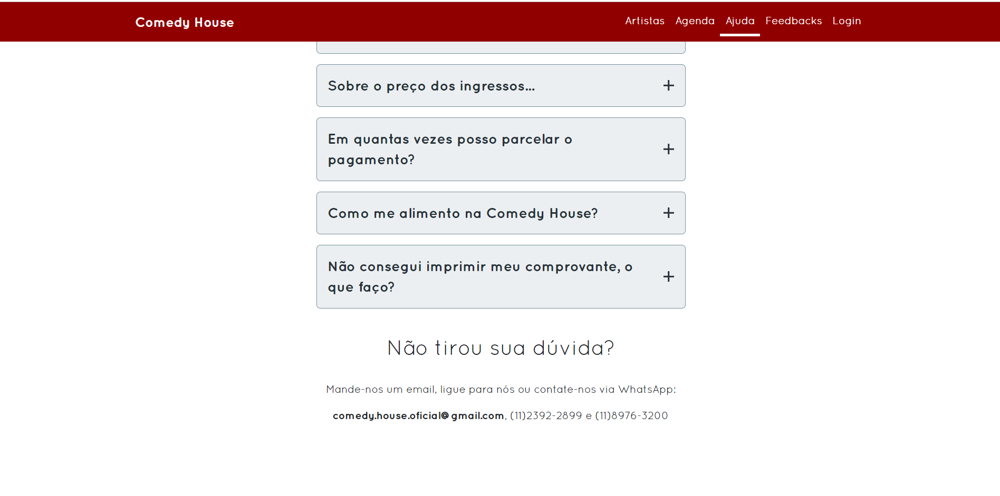 Comedy House
Artistas Agenda Ajuda Feedbacks Login
Sobre o preço dos ingressos...
Em quantas vezes posso parcelar o
pagamento?
Como me alimento na Comedy House?
Não consegui imprimir meu comprovante, o
que faço?
Não tirou sua dúvida?
Mande-nos um email, ligue para nós ou contate-nos via WhatsApp:
comedy.house.oficial@gmail.com, (11)2392-2899 e (11)8976-3200